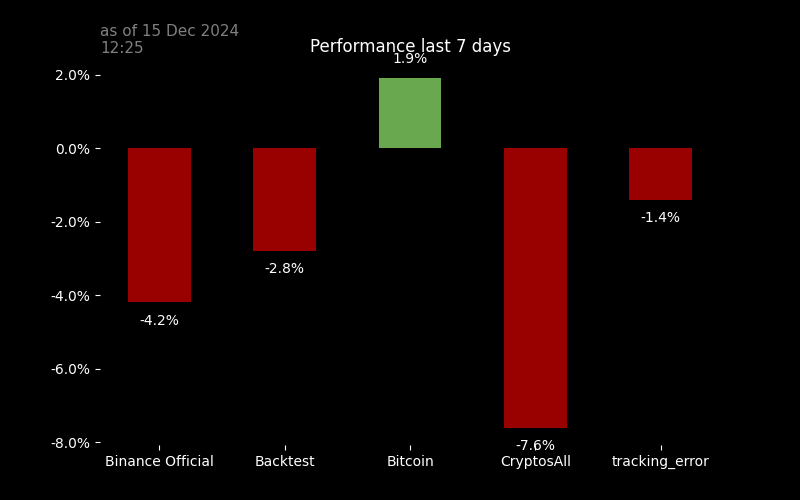 as of 15 Dec 2024
12:25
Performance last 7 days
1.9%
2.0%
0.0%
-2.0%
-4.0%
-6.0%
-8.0%
-4.2%
-2.8%
-7.6%
-1.4%
Binance Official
Backtest
Bitcoin
CryptosAll
tracking_error